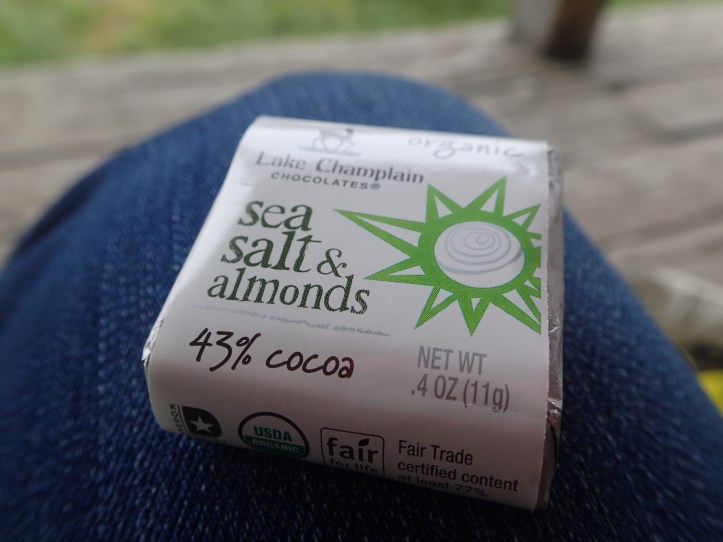 organic
Lake Champlain
CHOCOLATES®
sea
salt &
almonds
43% cocoa
NET WT
.4 OZ (11g)
USDA
ORGANIC
fair
for life
Fair Trade
certified content
at least 77%